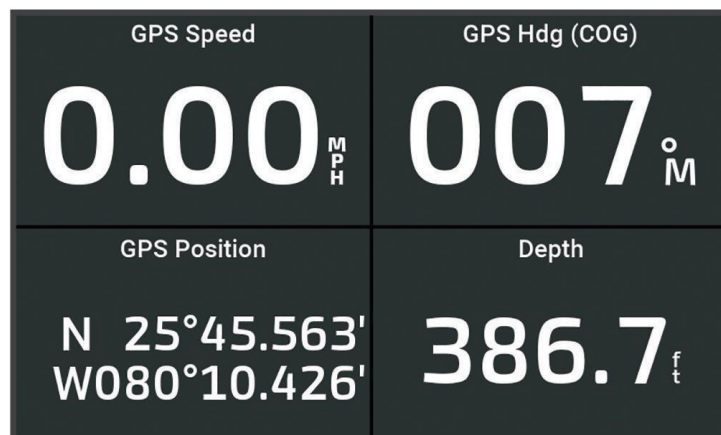 GPS Speed
0.00 MPH
GPS Hdg (COG)
007 °M
GPS Position
N 25°45.563'
W080°10.426'
Depth
386.7 ft